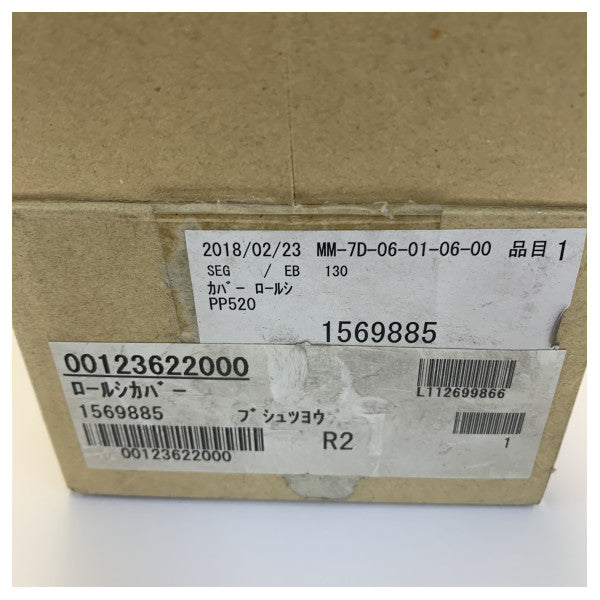 2018/02/23 MM-7D-06-01-06-00 品目 1
SEG / EB 130
ｶﾊﾞｰ ﾛｰﾙｼ
PP520
1569885
00123622000
ﾛｰﾙｼｶﾊﾞｰ
L112699866
1569885 ﾌﾞｼｭﾂﾖｳ
R2
1
00123622000